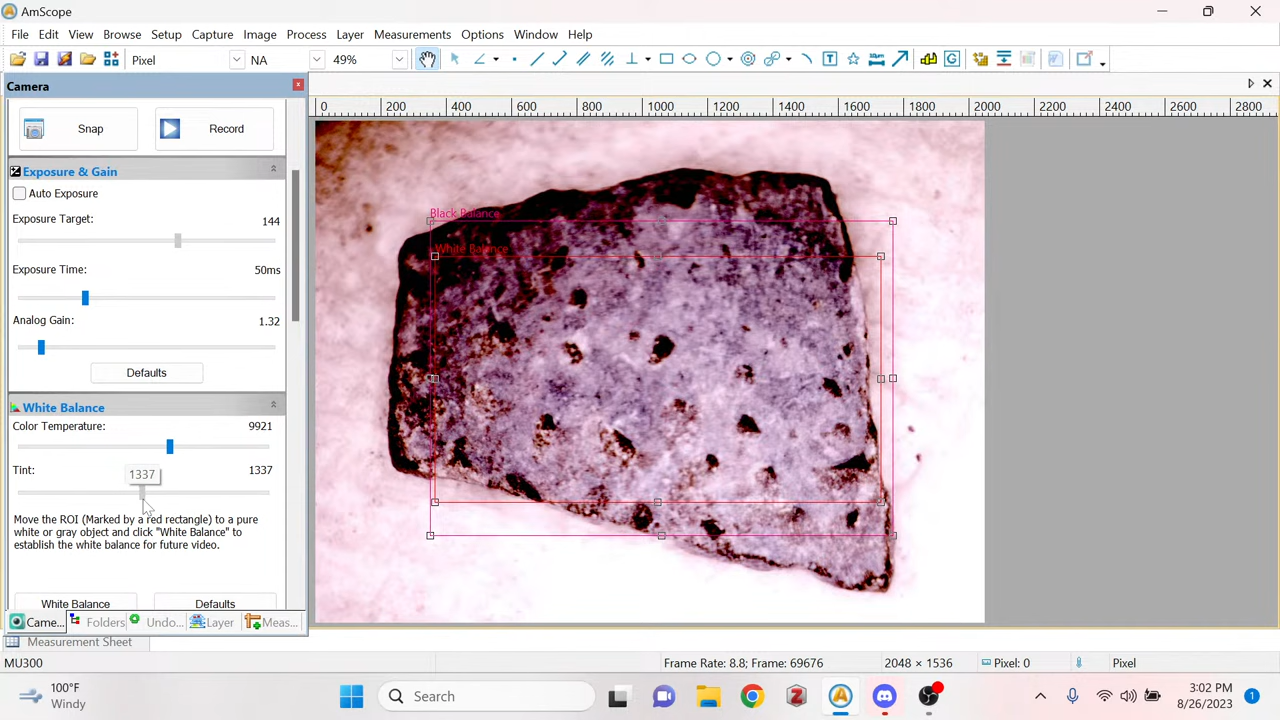 AmScope
File Edit View Browse Setup Capture Image Process Layer Measurements Options Window Help
Pixel NA 49%
Camera
0 200 400 600 800 1000 1200 1400 1600 1800 2000 2200 2400 2600 2800
Snap Record
Exposure & Gain
Auto Exposure
Exposure Target: 144
Exposure Time: 50ms
Analog Gain: 1.32
Defaults
White Balance
Color Temperature: 9921
Tint: 1337
1337
Move the ROI (Marked by a red rectangle) to a pure
white or gray object and click "White Balance" to
establish the white balance for future video.
White Balance Defaults
Black Balance
White Balance
Came... Folders Undo... Layer Meas...
Measurement Sheet
MU300 Frame Rate: 8.8; Frame: 69676 2048 × 1536 Pixel: 0 Pixel
100°F
Windy
Search
3:02 PM
8/26/2023
1